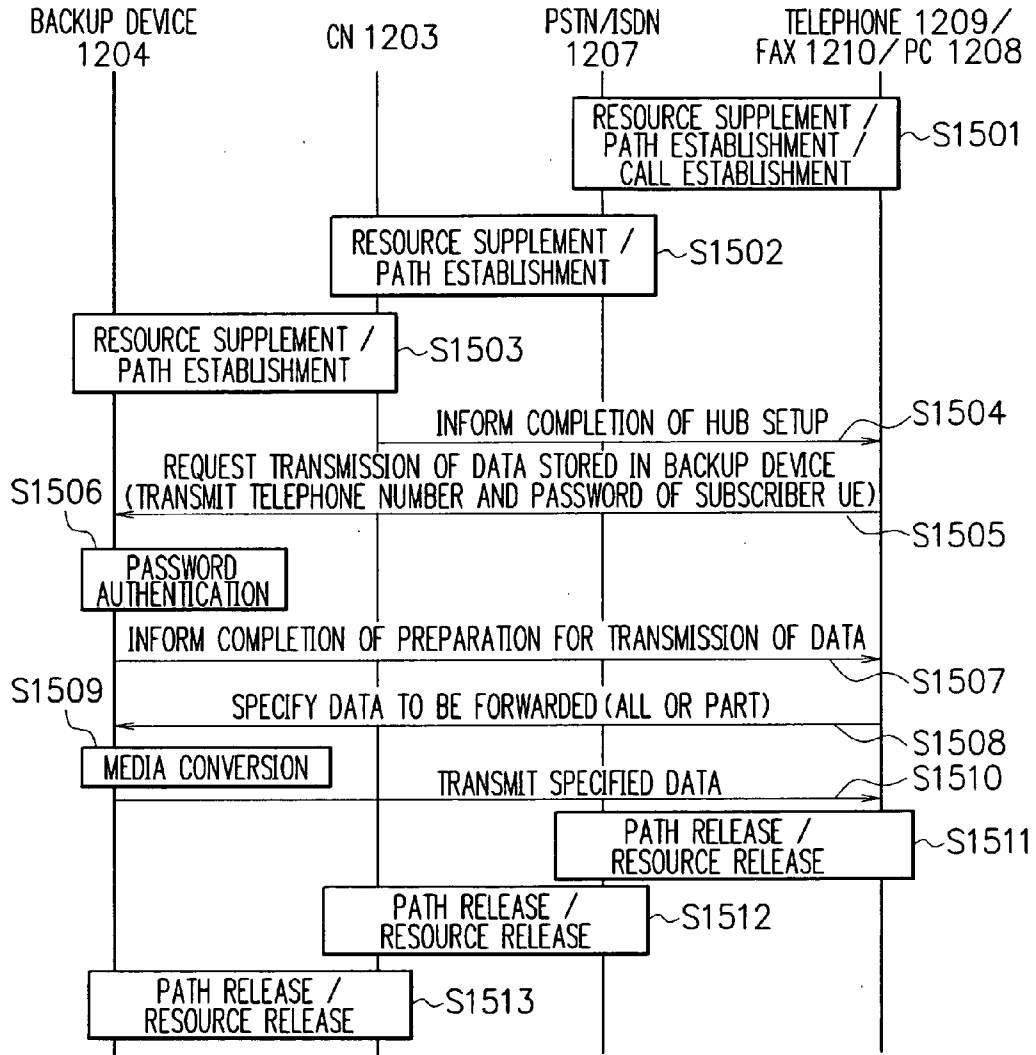 BACKUP DEVICE
1204
CN 1203
PSTN/ISDN
1207
TELEPHONE 1209/
FAX 1210/ PC 1208
RESOURCE SUPPLEMENT /
PATH ESTABLISHMENT /
CALL ESTABLISHMENT
S1501
RESOURCE SUPPLEMENT /
PATH ESTABLISHMENT
S1502
RESOURCE SUPPLEMENT /
PATH ESTABLISHMENT
S1503
INFORM COMPLETION OF HUB SETUP
S1504
REQUEST TRANSMISSION OF DATA STORED IN BACKUP DEVICE
(TRANSMIT TELEPHONE NUMBER AND PASSWORD OF SUBSCRIBER UE)
S1505
S1506
PASSWORD
AUTHENTICATION
INFORM COMPLETION OF PREPARATION FOR TRANSMISSION OF DATA
S1507
SPECIFY DATA TO BE FORWARDED (ALL OR PART)
S1508
S1509
MEDIA CONVERSION
TRANSMIT SPECIFIED DATA
S1510
PATH RELEASE /
RESOURCE RELEASE
S1511
PATH RELEASE /
RESOURCE RELEASE
S1512
PATH RELEASE /
RESOURCE RELEASE
S1513